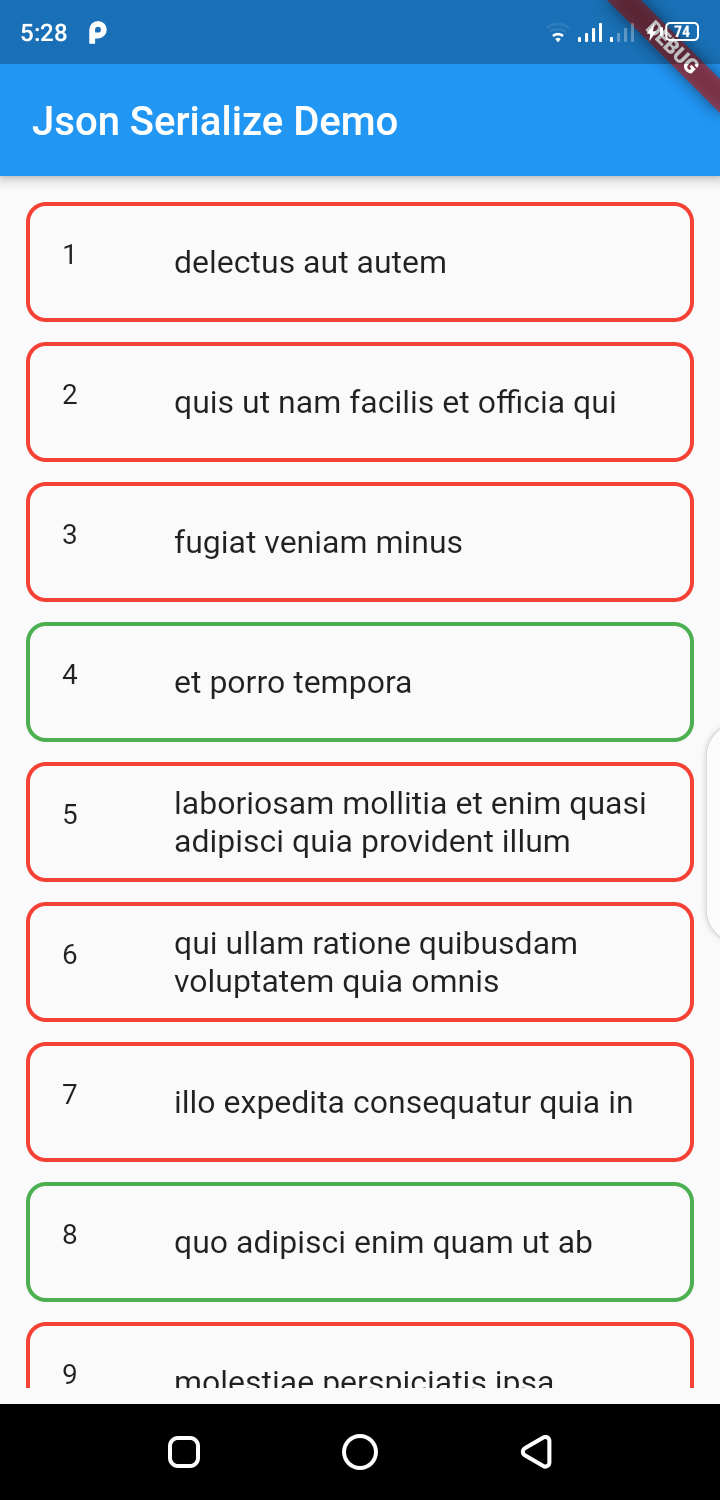 5:28
74
DEBUG
Json Serialize Demo
1
delectus aut autem
2
quis ut nam facilis et officia qui
3
fugiat veniam minus
4
et porro tempora
5
laboriosam mollitia et enim quasi
adipisci quia provident illum
6
qui ullam ratione quibusdam
voluptatem quia omnis
7
illo expedita consequatur quia in
8
quo adipisci enim quam ut ab
9
molestiae perspiciatis ipsa